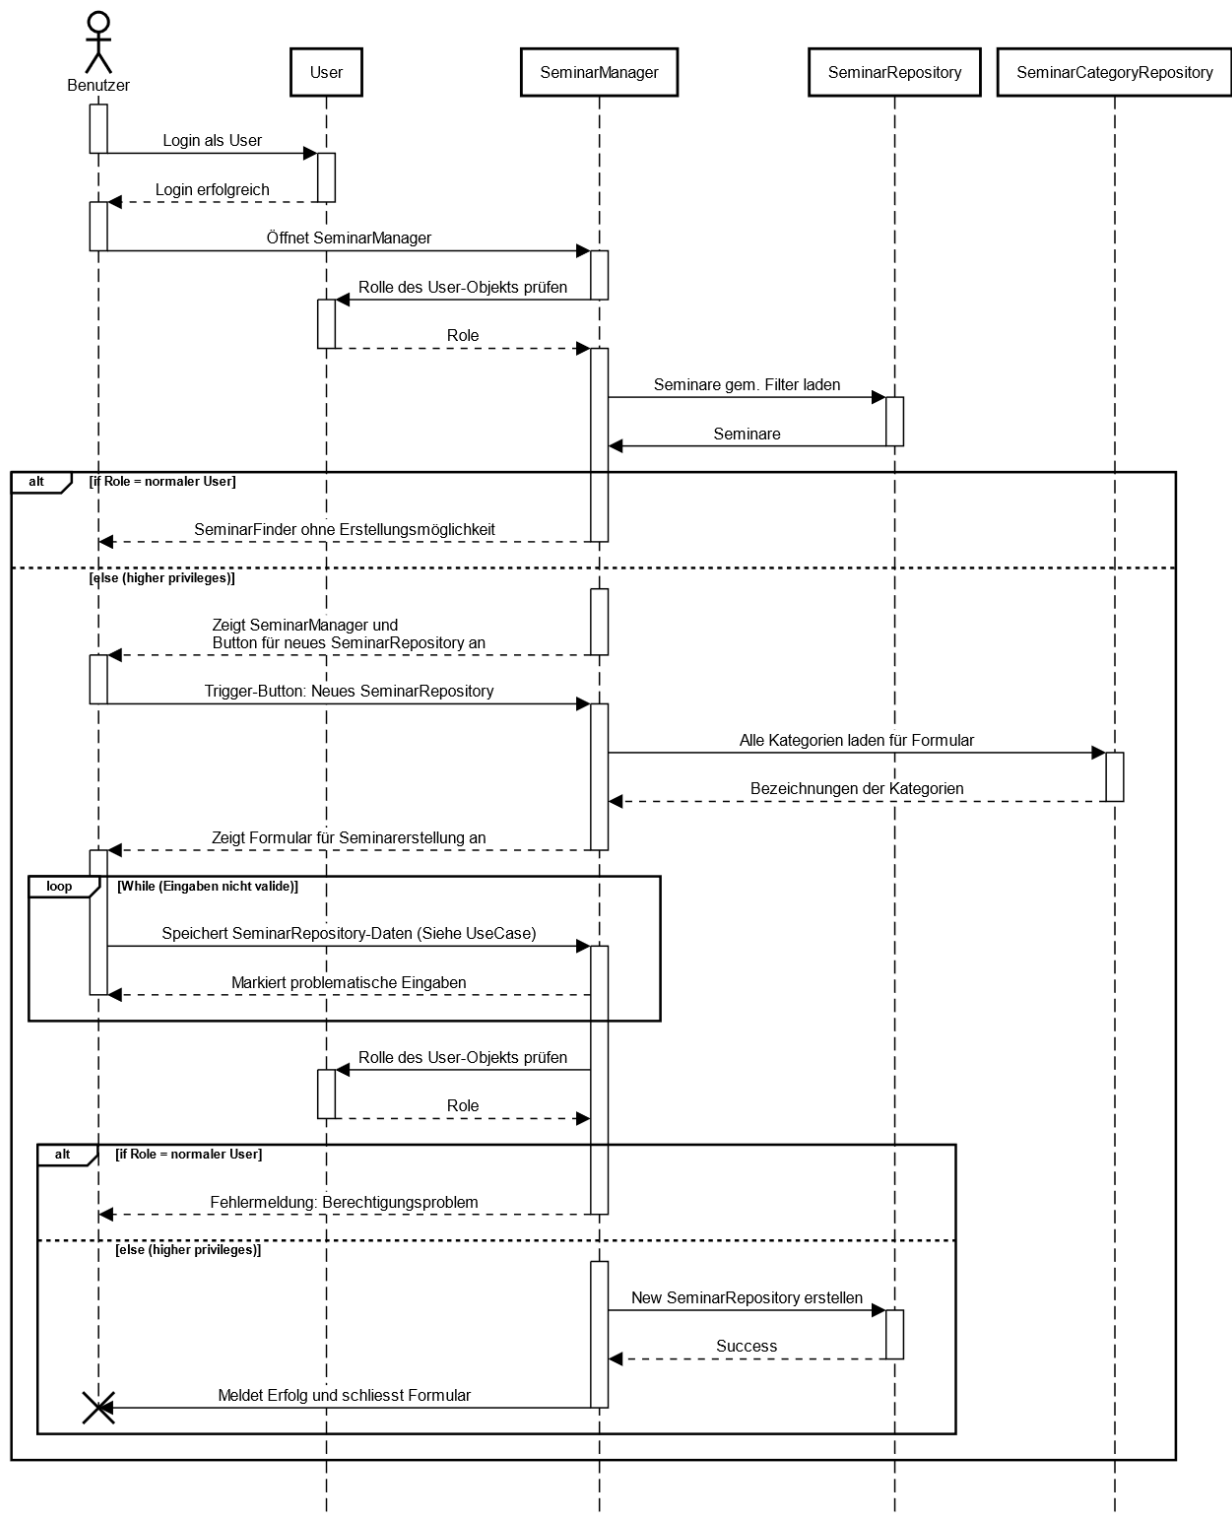 Benutzer
User
SeminarManager
SeminarRepository
SeminarCategoryRepository
Login als User
Login erfolgreich
Öffnet SeminarManager
Rolle des User-Objekts prüfen
Role
Seminare gem. Filter laden
Seminare
alt
[if Role = normaler User]
SeminarFinder ohne Erstellungsmöglichkeit
[else (higher privileges)]
Zeigt SeminarManager und
Button für neues SeminarRepository an
Trigger-Button: Neues SeminarRepository
Alle Kategorien laden für Formular
Bezeichnungen der Kategorien
Zeigt Formular für Seminarerstellung an
loop
[While (Eingaben nicht valide)]
Speichert SeminarRepository-Daten (Siehe UseCase)
Markiert problematische Eingaben
Rolle des User-Objekts prüfen
Role
alt
[if Role = normaler User]
Fehlermeldung: Berechtigungsproblem
[else (higher privileges)]
New SeminarRepository erstellen
Success
Meldet Erfolg und schliesst Formular